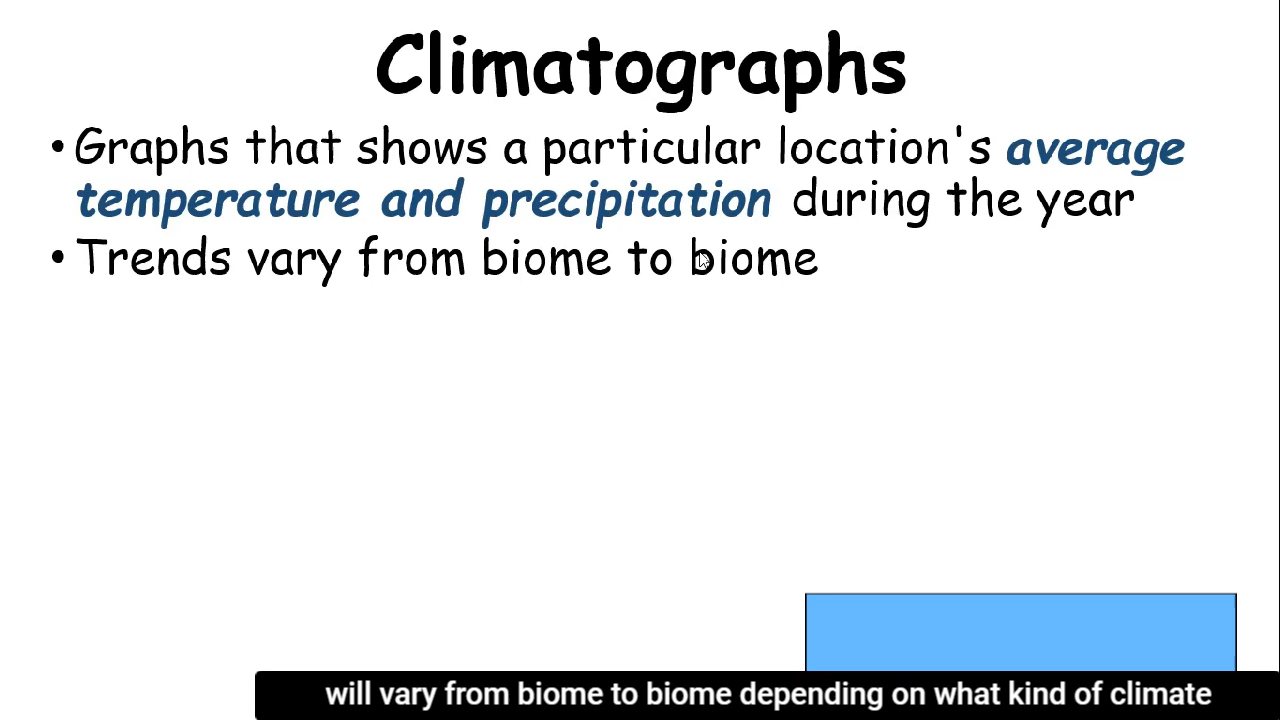 Climatographs
• Graphs that shows a particular location's average
temperature and precipitation during the year
• Trends vary from biome to biome
will vary from biome to biome depending on what kind of climate